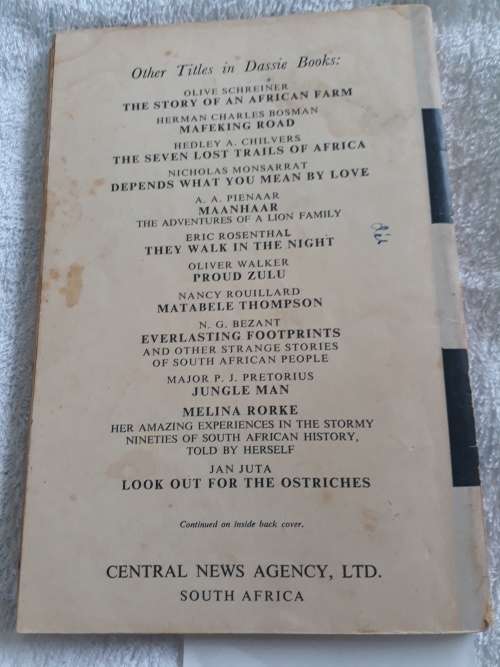 Other Titles in Dassie Books:
OLIVE SCHREINER
THE STORY OF AN AFRICAN FARM
HERMAN CHARLES BOSMAN
MAFEKING ROAD
HEDLEY A. CHILVERS
THE SEVEN LOST TRAILS OF AFRICA
NICHOLAS MONSARRAT
DEPENDS WHAT YOU MEAN BY LOVE
A. A. PIENAAR
MAANHAAR
THE ADVENTURES OF A LION FAMILY
ERIC ROSENTHAL
THEY WALK IN THE NIGHT
OLIVER WALKER
PROUD ZULU
NANCY ROUILLARD
MATABELE THOMPSON
N. G. BEZANT
EVERLASTING FOOTPRINTS
AND OTHER STRANGE STORIES
OF SOUTH AFRICAN PEOPLE
MAJOR P. J. PRETORIUS
JUNGLE MAN
MELINA RORKE
HER AMAZING EXPERIENCES IN THE STORMY
NINETIES OF SOUTH AFRICAN HISTORY,
TOLD BY HERSELF
JAN JUTA
LOOK OUT FOR THE OSTRICHES
Continued on inside back cover.
CENTRAL NEWS AGENCY, LTD.
SOUTH AFRICA